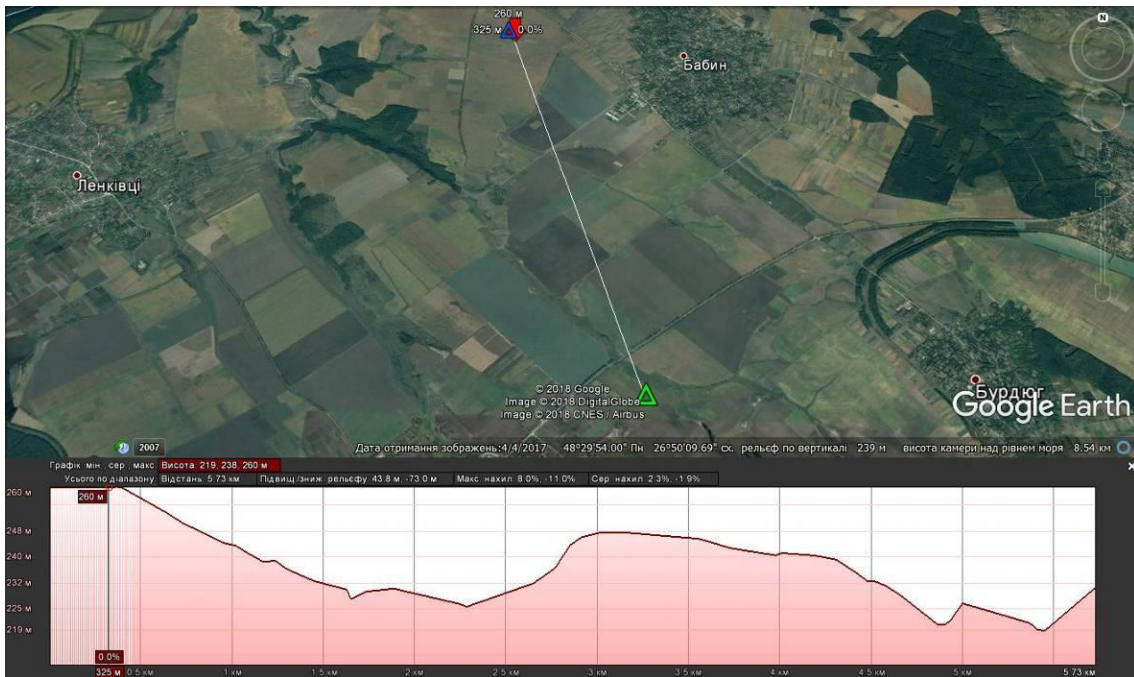 260 м
325 м 0.0%
N
Бабин
Ленківці
Бурдюг
© 2018 Google
Image © 2018 DigitalGlobe
Image © 2018 CNES / Airbus
Google Earth
2007
Дата отримання зображень:4/4/2017 48°29'54.00" Пн 26°50'09.69" сх. рельєф по вертикалі 239 м висота камери над рівнем моря 8.54 км
Графік мін., сер., макс Висота: 219, 238, 260 м
Усього по діапазону Відстань: 5.73 км Підвищ/зниж. рельєфу: 43.8 м, -73.0 м Макс нахил: 8.0%, -11.0% Сер. нахил: 2.3%, -1.9%
260 м
260 м
248 м
240 м
232 м
225 м
219 м
0.0%
325 м 0.5 км 1 км 1.5 км 2 км 2.5 км 3 км 3.5 км 4 км 4.5 км 5 км 5.73 км